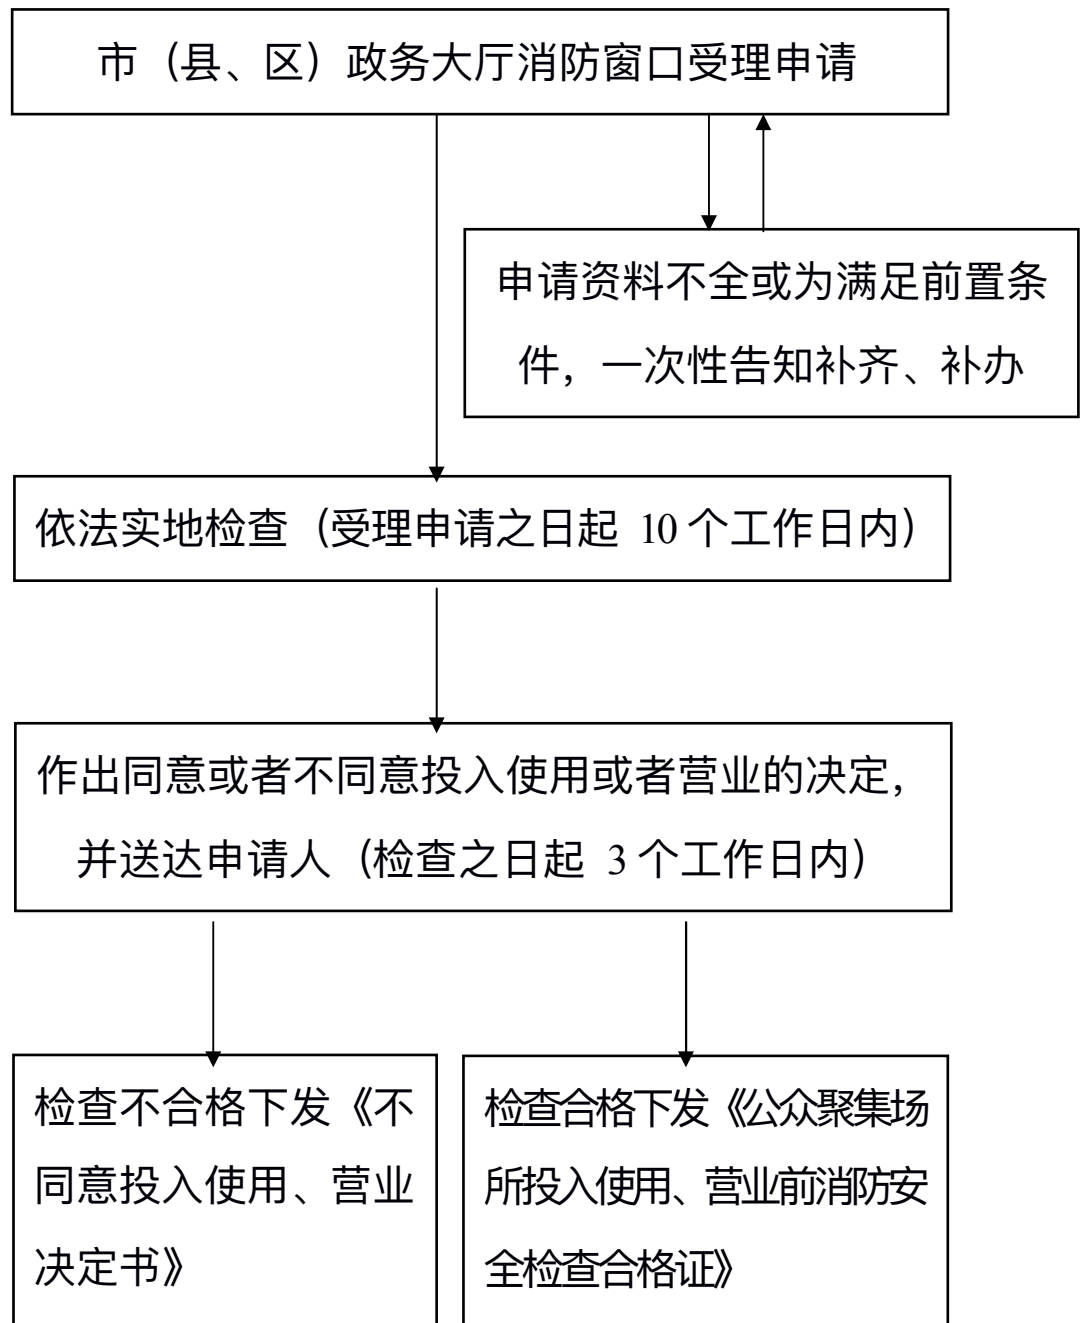 市（县、区）政务大厅消防窗口受理申请
申请资料不全或为满足前置条
件，一次性告知补齐、补办
依法实地检查（受理申请之日起 10 个工作日内）
作出同意或者不同意投入使用或者营业的决定，
并送达申请人（检查之日起 3 个工作日内）
检查不合格下发《不
同意投入使用、营业
决定书》
检查合格下发《公众聚集场
所投入使用、营业前消防安
全检查合格证》